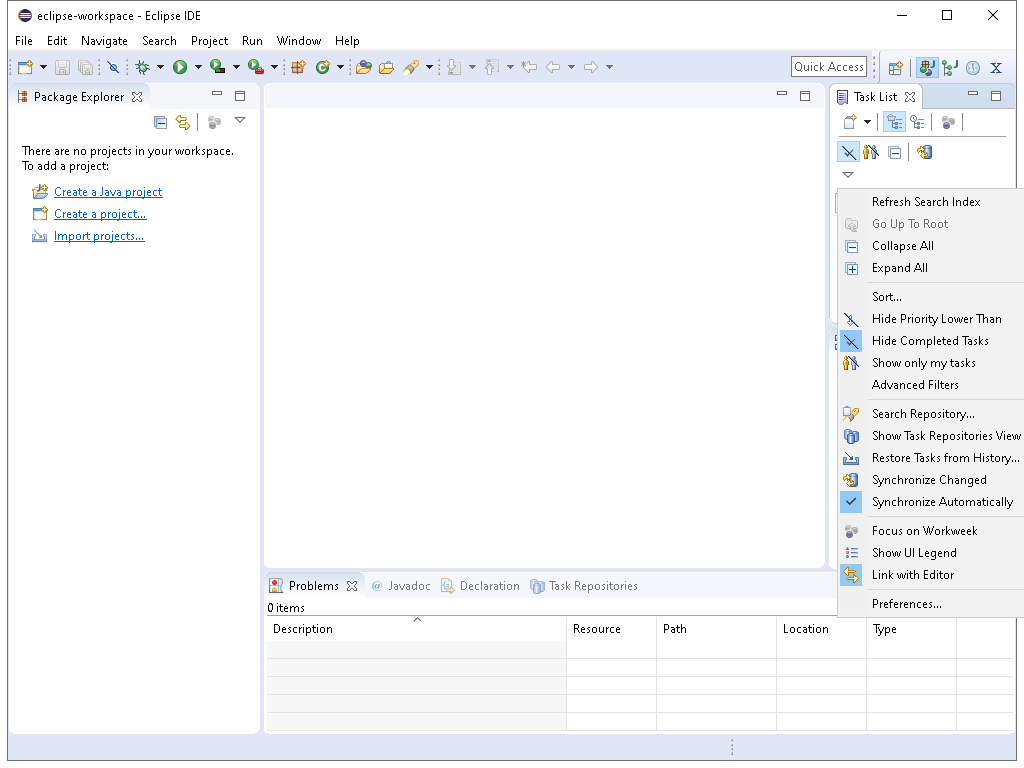 eclipse-workspace - Eclipse IDE
File Edit Navigate Search Project Run Window Help
Quick Access
Package Explorer
There are no projects in your workspace.
To add a project:
Create a Java project
Create a project...
Import projects...
Task List
Refresh Search Index
Go Up To Root
Collapse All
Expand All
Sort...
Hide Priority Lower Than
Hide Completed Tasks
Show only my tasks
Advanced Filters
Search Repository...
Show Task Repositories View
Restore Tasks from History...
Synchronize Changed
Synchronize Automatically
Focus on Workweek
Show UI Legend
Link with Editor
Preferences...
Problems @ Javadoc Declaration Task Repositories
0 items
Description Resource Path Location Type